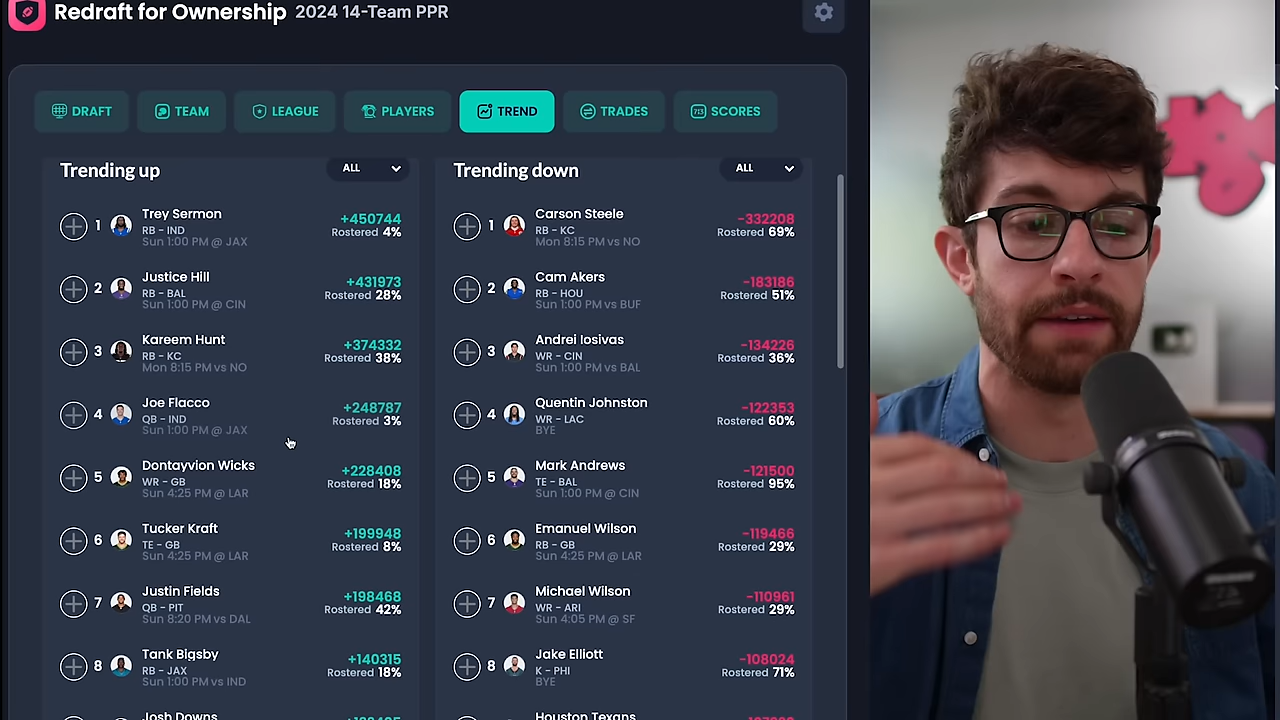 Redraft for Ownership 2024 14-Team PPR
DRAFT TEAM LEAGUE PLAYERS TREND TRADES SCORES
Trending up ALL
1 Trey Sermon +450744
RB - IND Rostered 4%
Sun 1:00 PM @ JAX
2 Justice Hill +431973
RB - BAL Rostered 28%
Sun 1:00 PM @ CIN
3 Kareem Hunt +374332
RB - KC Rostered 38%
Mon 8:15 PM vs NO
4 Joe Flacco +248787
QB - IND Rostered 3%
Sun 1:00 PM @ JAX
5 Dontayvion Wicks +228408
WR - GB Rostered 18%
Sun 4:25 PM @ LAR
6 Tucker Kraft +199948
TE - GB Rostered 8%
Sun 4:25 PM @ LAR
7 Justin Fields +198468
QB - PIT Rostered 42%
Sun 8:20 PM vs DAL
8 Tank Bigsby +140315
RB - JAX Rostered 18%
Sun 1:00 PM vs IND
Josh Downs
Trending down ALL
1 Carson Steele -332208
RB - KC Rostered 69%
Mon 8:15 PM vs NO
2 Cam Akers -183186
RB - HOU Rostered 51%
Sun 1:00 PM vs BUF
3 Andrei Iosivas -134226
WR - CIN Rostered 36%
Sun 1:00 PM vs BAL
4 Quentin Johnston -122353
WR - LAC Rostered 60%
BYE
5 Mark Andrews -121500
TE - BAL Rostered 95%
Sun 1:00 PM @ CIN
6 Emanuel Wilson -119466
RB - GB Rostered 29%
Sun 4:25 PM @ LAR
7 Michael Wilson -110961
WR - ARI Rostered 29%
Sun 4:05 PM @ SF
8 Jake Elliott -108024
K - PHI Rostered 71%
BYE
Houston Texans